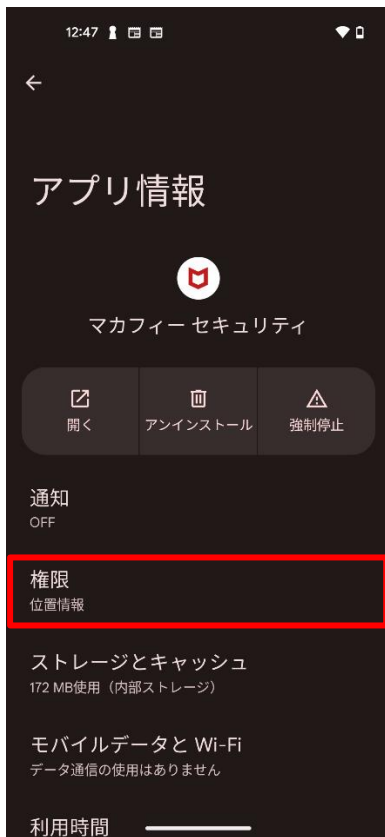 12:47
アプリ情報
マカフィー セキュリティ
開く
アンインストール
強制停止
通知
OFF
権限
位置情報
ストレージとキャッシュ
172 MB使用（内部ストレージ）
モバイルデータと Wi-Fi
データ通信の使用はありません
利用時間